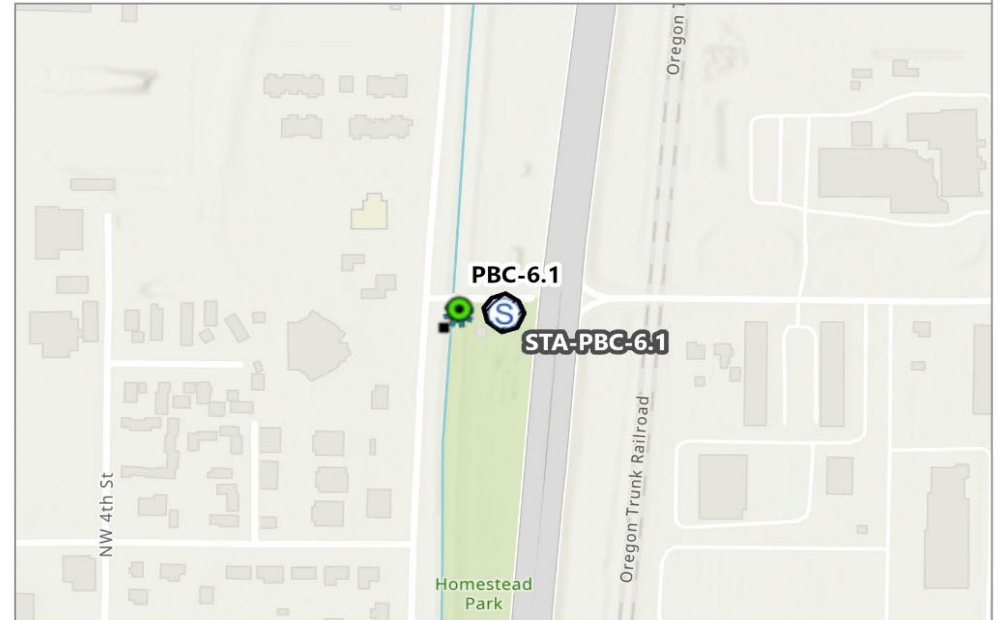 Oregon T
PBC-6.1
S
STA-PBC-6.1
NW 4th St
Oregon Trunk Railroad
Homestead
Park